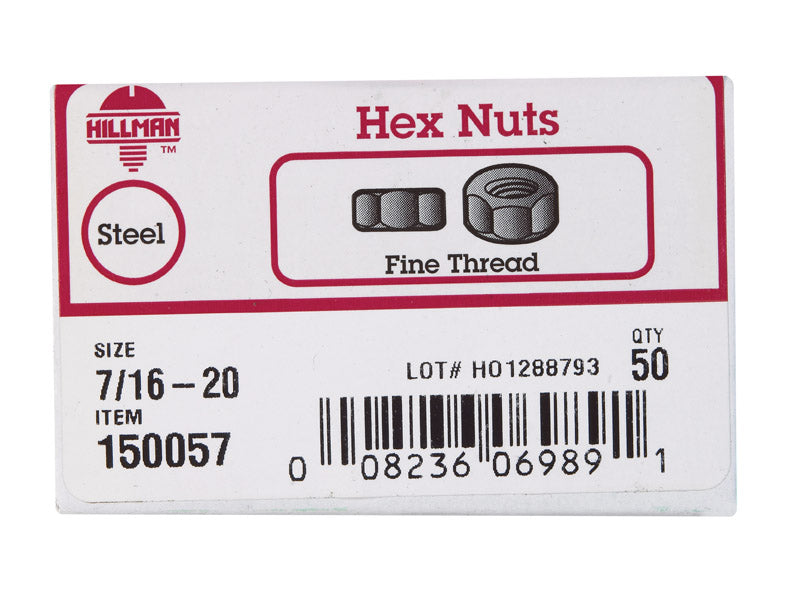 HILLMAN
TM
Hex Nuts
Steel
Fine Thread
SIZE
7/16 – 20
ITEM
150057
LOT# HO1288793
QTY
50
0 08236 06989 1